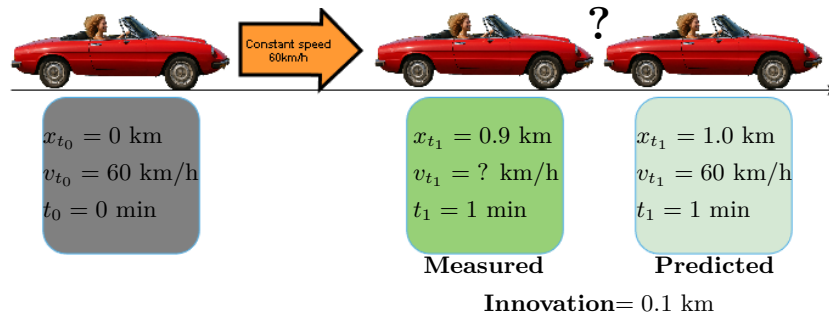 Constant speed
60km/h
?
x_{t_0} = 0 km
v_{t_0} = 60 km/h
t_0 = 0 min
x_{t_1} = 0.9 km
v_{t_1} = ? km/h
t_1 = 1 min
Measured
x_{t_1} = 1.0 km
v_{t_1} = 60 km/h
t_1 = 1 min
Predicted
Innovation= 0.1 km